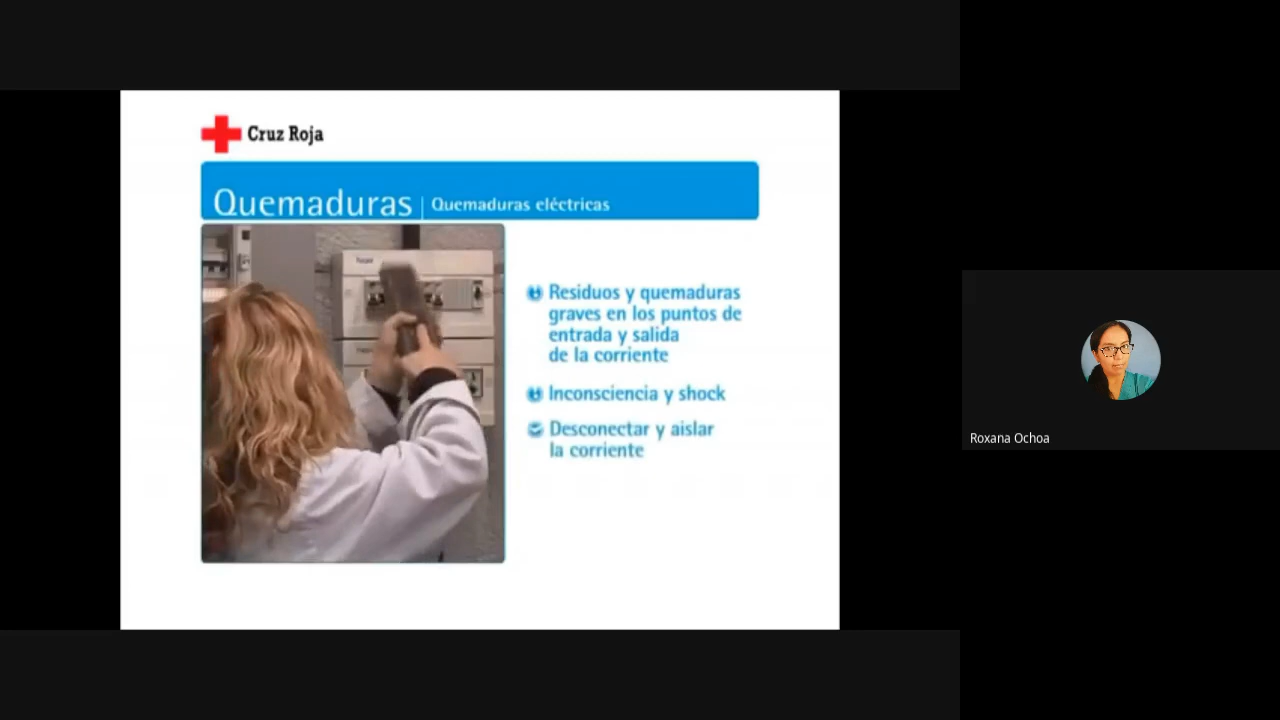 Cruz Roja
Quemaduras | Quemaduras eléctricas
Residuos y quemaduras
graves en los puntos de
entrada y salida
de la corriente
Inconsciencia y shock
Desconectar y aislar
la corriente
Roxana Ochoa